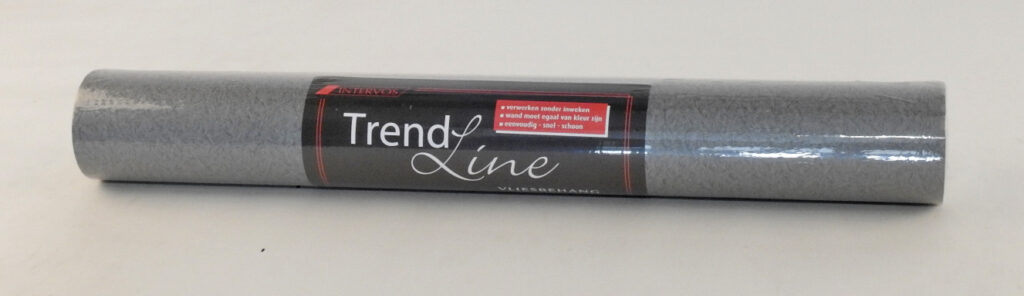 INTERVOS
▪ verwerken zonder inweken
▪ wand moet egaal van kleur zijn
▪ eenvoudig - snel - schoon
Trend
Line
VLIESBEHANG